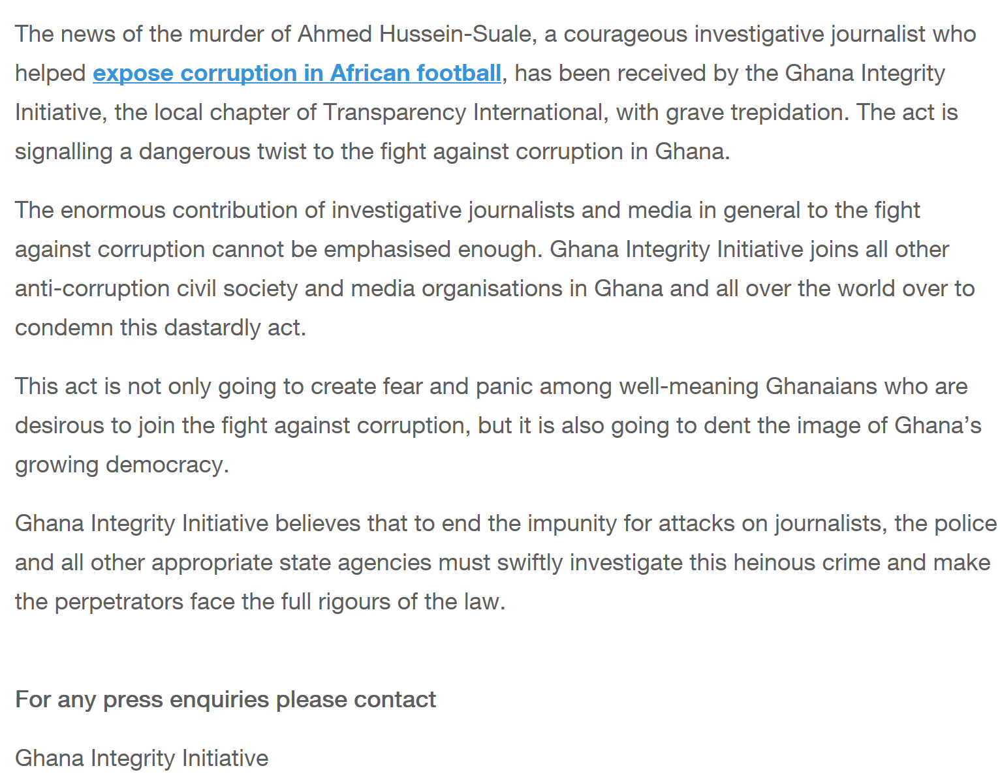 The news of the murder of Ahmed Hussein-Suale, a courageous investigative journalist who
helped expose corruption in African football, has been received by the Ghana Integrity
Initiative, the local chapter of Transparency International, with grave trepidation. The act is
signalling a dangerous twist to the fight against corruption in Ghana.
The enormous contribution of investigative journalists and media in general to the fight
against corruption cannot be emphasised enough. Ghana Integrity Initiative joins all other
anti-corruption civil society and media organisations in Ghana and all over the world over to
condemn this dastardly act.
This act is not only going to create fear and panic among well-meaning Ghanaians who are
desirous to join the fight against corruption, but it is also going to dent the image of Ghana’s
growing democracy.
Ghana Integrity Initiative believes that to end the impunity for attacks on journalists, the police
and all other appropriate state agencies must swiftly investigate this heinous crime and make
the perpetrators face the full rigours of the law.
For any press enquiries please contact
Ghana Integrity Initiative